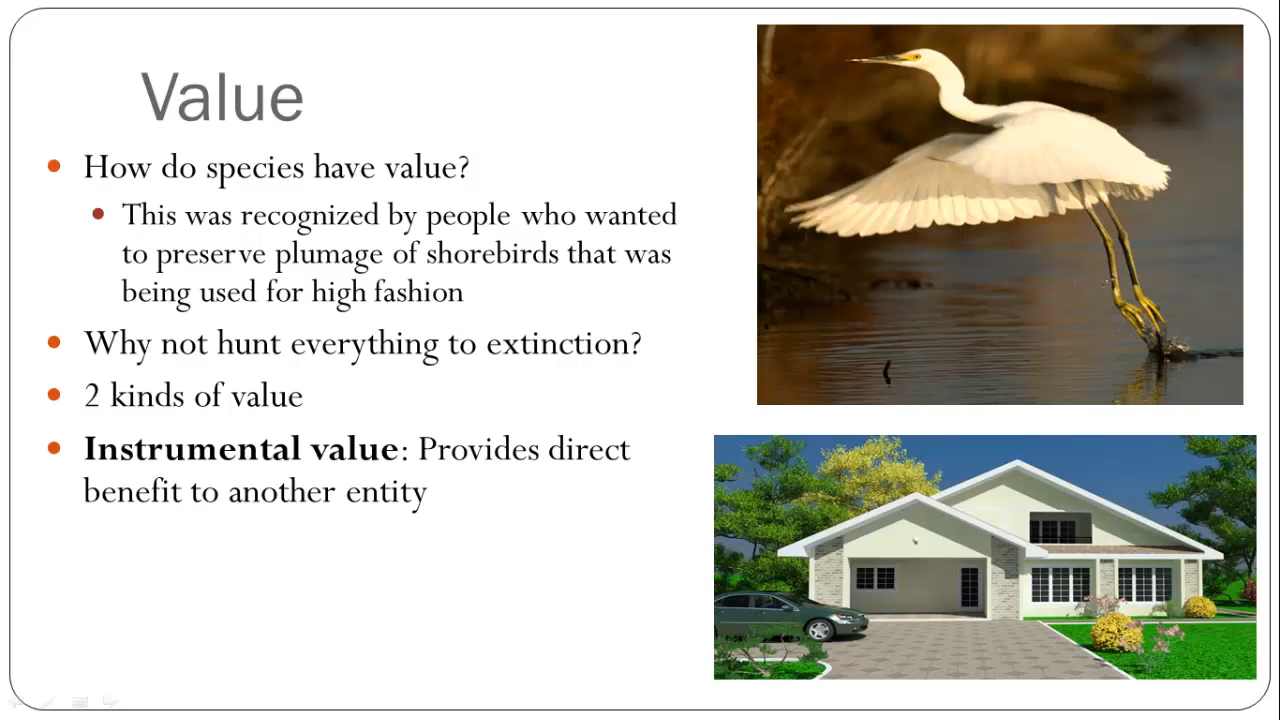 Value
How do species have value?
This was recognized by people who wanted
to preserve plumage of shorebirds that was
being used for high fashion
Why not hunt everything to extinction?
2 kinds of value
Instrumental value: Provides direct
benefit to another entity